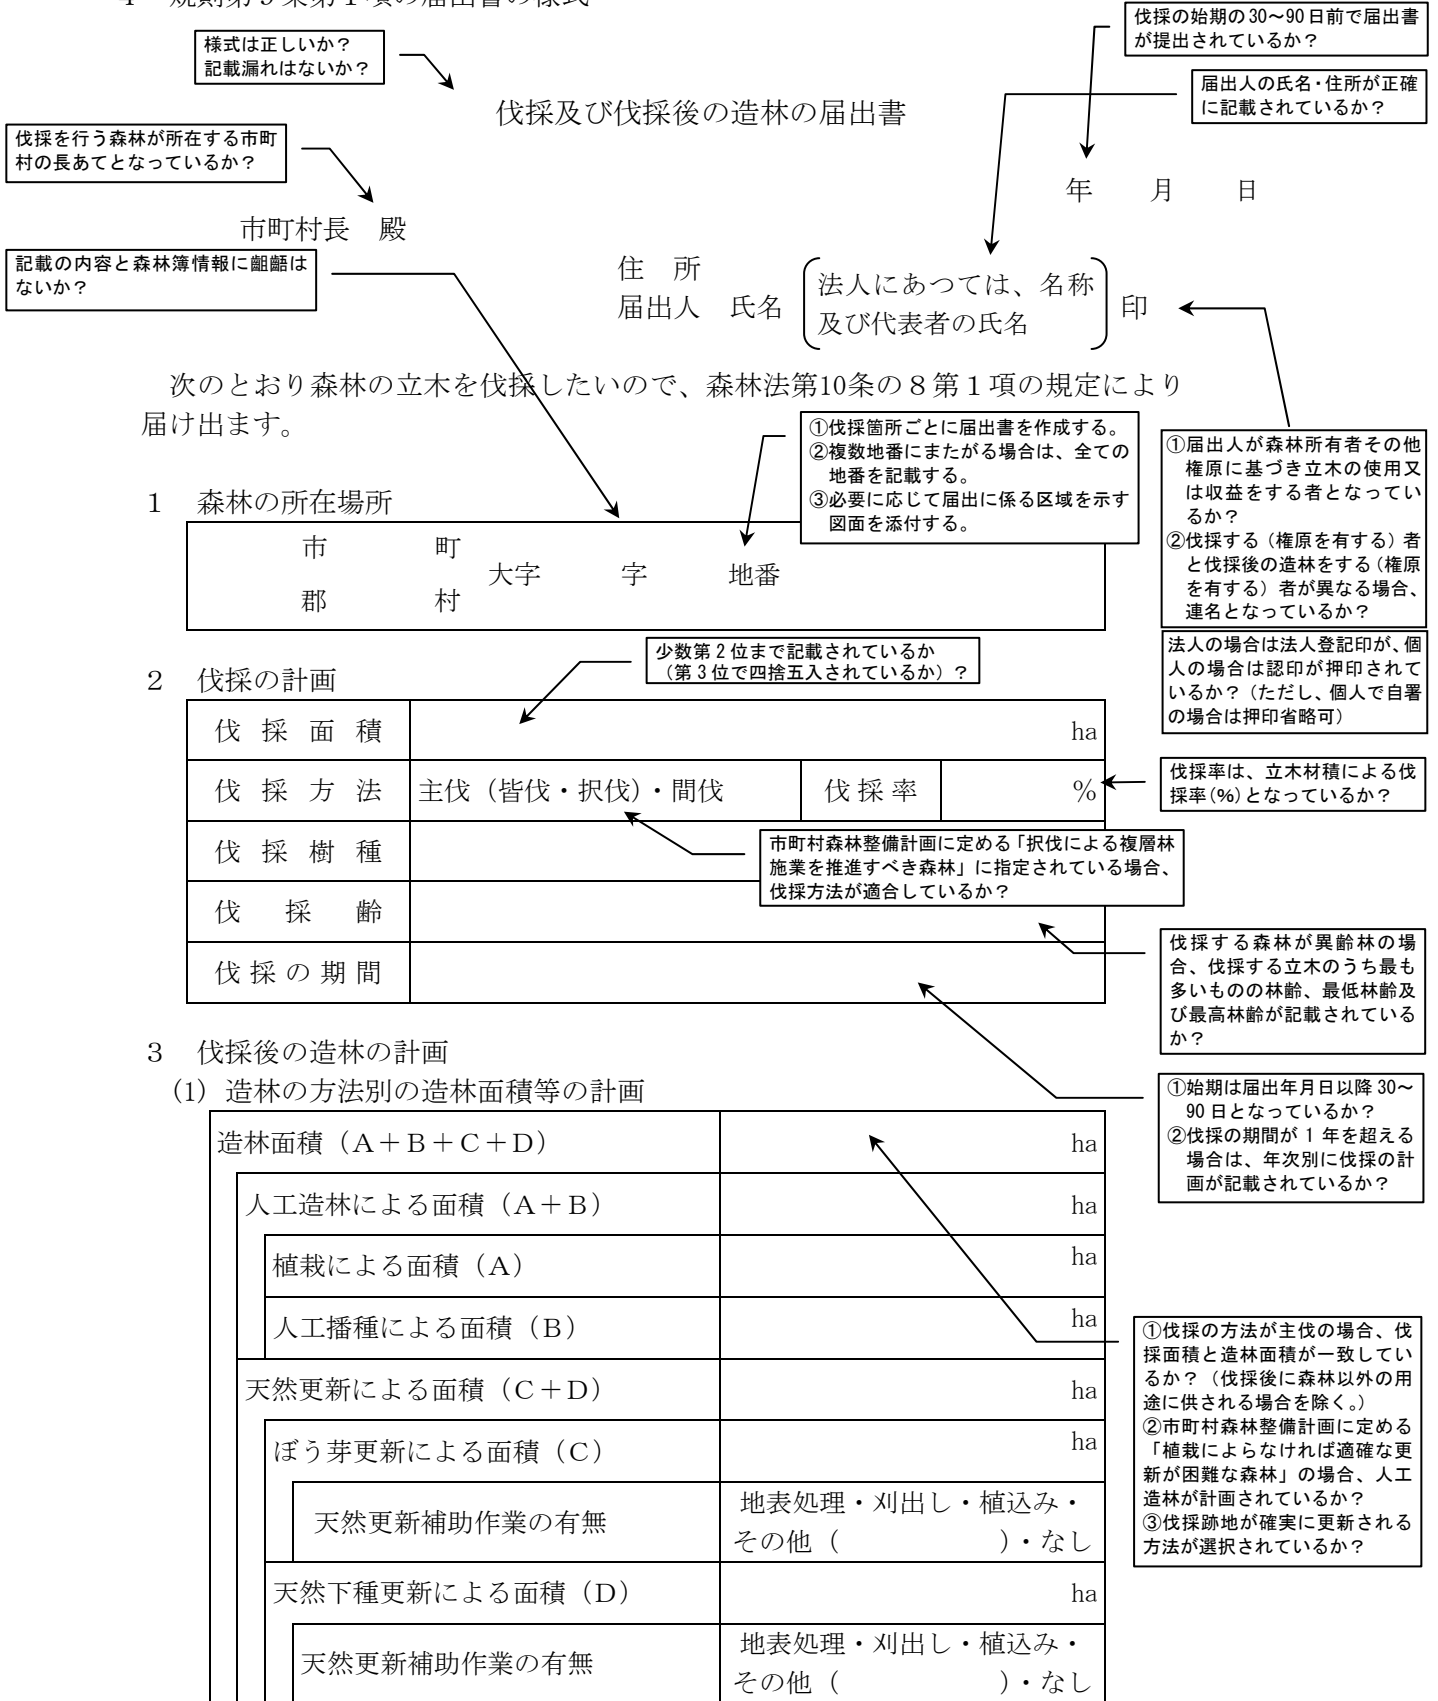 ４　規則第９条第１項の届出書の様式
伐採の始期の30～90日前で届出書
が提出されているか？
様式は正しいか？
記載漏れはないか？
届出人の氏名・住所が正確
に記載されているか？
伐採及び伐採後の造林の届出書
伐採を行う森林が所在する市町
村の長あてとなっているか？
年　　月　　日
市町村長　殿
記載の内容と森林簿情報に齟齬は
ないか？
住　所
届出人　氏名
法人にあつては、名称
及び代表者の氏名
印
次のとおり森林の立木を伐採したいので、森林法第10条の８第１項の規定により
届け出ます。
①伐採箇所ごとに届出書を作成する。
②複数地番にまたがる場合は、全ての
地番を記載する。
③必要に応じて届出に係る区域を示す
図面を添付する。
①届出人が森林所有者その他
権原に基づき立木の使用又
は収益をする者となってい
るか？
②伐採する（権原を有する）者
と伐採後の造林をする（権原
を有する）者が異なる場合、
連名となっているか？
１　森林の所在場所
市　　　町
大字　　　字　　　地番
郡　　　村
法人の場合は法人登記印が、個
人の場合は認印が押印されて
いるか？（ただし、個人で自署
の場合は押印省略可）
少数第２位まで記載されているか
（第３位で四捨五入されているか）？
２　伐採の計画
伐採面積　ha
伐採方法　主伐（皆伐・択伐）・間伐　伐採率　％
伐採率は、立木材積による伐
採率(%)となっているか？
伐採樹種
市町村森林整備計画に定める「択伐による複層林
施業を推進すべき森林」に指定されている場合、
伐採方法が適合しているか？
伐採齢
伐採の期間
伐採する森林が異齢林の場
合、伐採する立木のうち最も
多いものの林齢、最低林齢及
び最高林齢が記載されている
か？
３　伐採後の造林の計画
(1) 造林の方法別の造林面積等の計画
①始期は届出年月日以降30～
90日となっているか？
②伐採の期間が１年を超える
場合は、年次別に伐採の計
画が記載されているか？
造林面積（Ａ＋Ｂ＋Ｃ＋Ｄ）　ha
人工造林による面積（Ａ＋Ｂ）　ha
植栽による面積（Ａ）　ha
人工播種による面積（Ｂ）　ha
天然更新による面積（Ｃ＋Ｄ）　ha
ぼう芽更新による面積（Ｃ）　ha
天然更新補助作業の有無
地表処理・刈出し・植込み・
その他（　　　　　　）・なし
天然下種更新による面積（Ｄ）　ha
天然更新補助作業の有無
地表処理・刈出し・植込み・
その他（　　　　　　）・なし
①伐採の方法が主伐の場合、伐
採面積と造林面積が一致してい
るか？（伐採後に森林以外の用
途に供される場合を除く。）
②市町村森林整備計画に定める
「植栽によらなければ適確な更
新が困難な森林」の場合、人工
造林が計画されているか？
③伐採跡地が確実に更新される
方法が選択されているか？